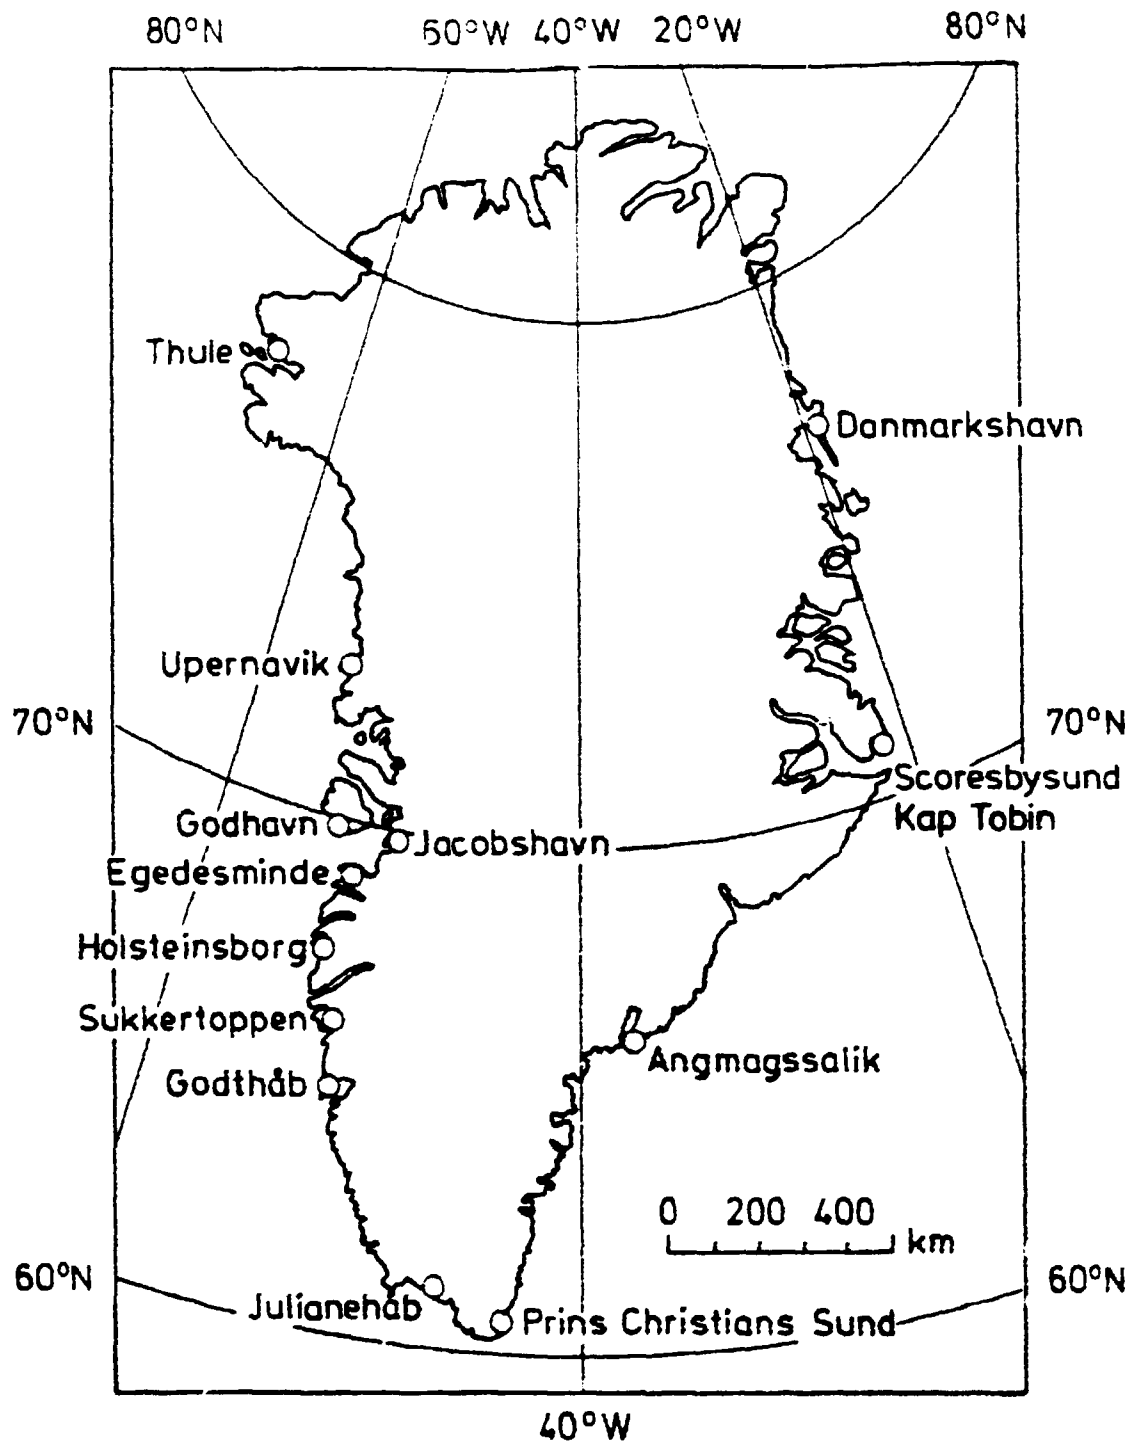 80°N 60°W 40°W 20°W 80°N
Thule
Danmarkshavn
Upernavik
70°N 70°N
Scoresbysund
Kap Tobin
Godhavn
Jacobshavn
Egedesminde
Holsteinsborg
Sukkertoppen
Angmagssalik
Godthåb
0 200 400
km
60°N 60°N
Julianehåb
Prins Christians Sund
40°W